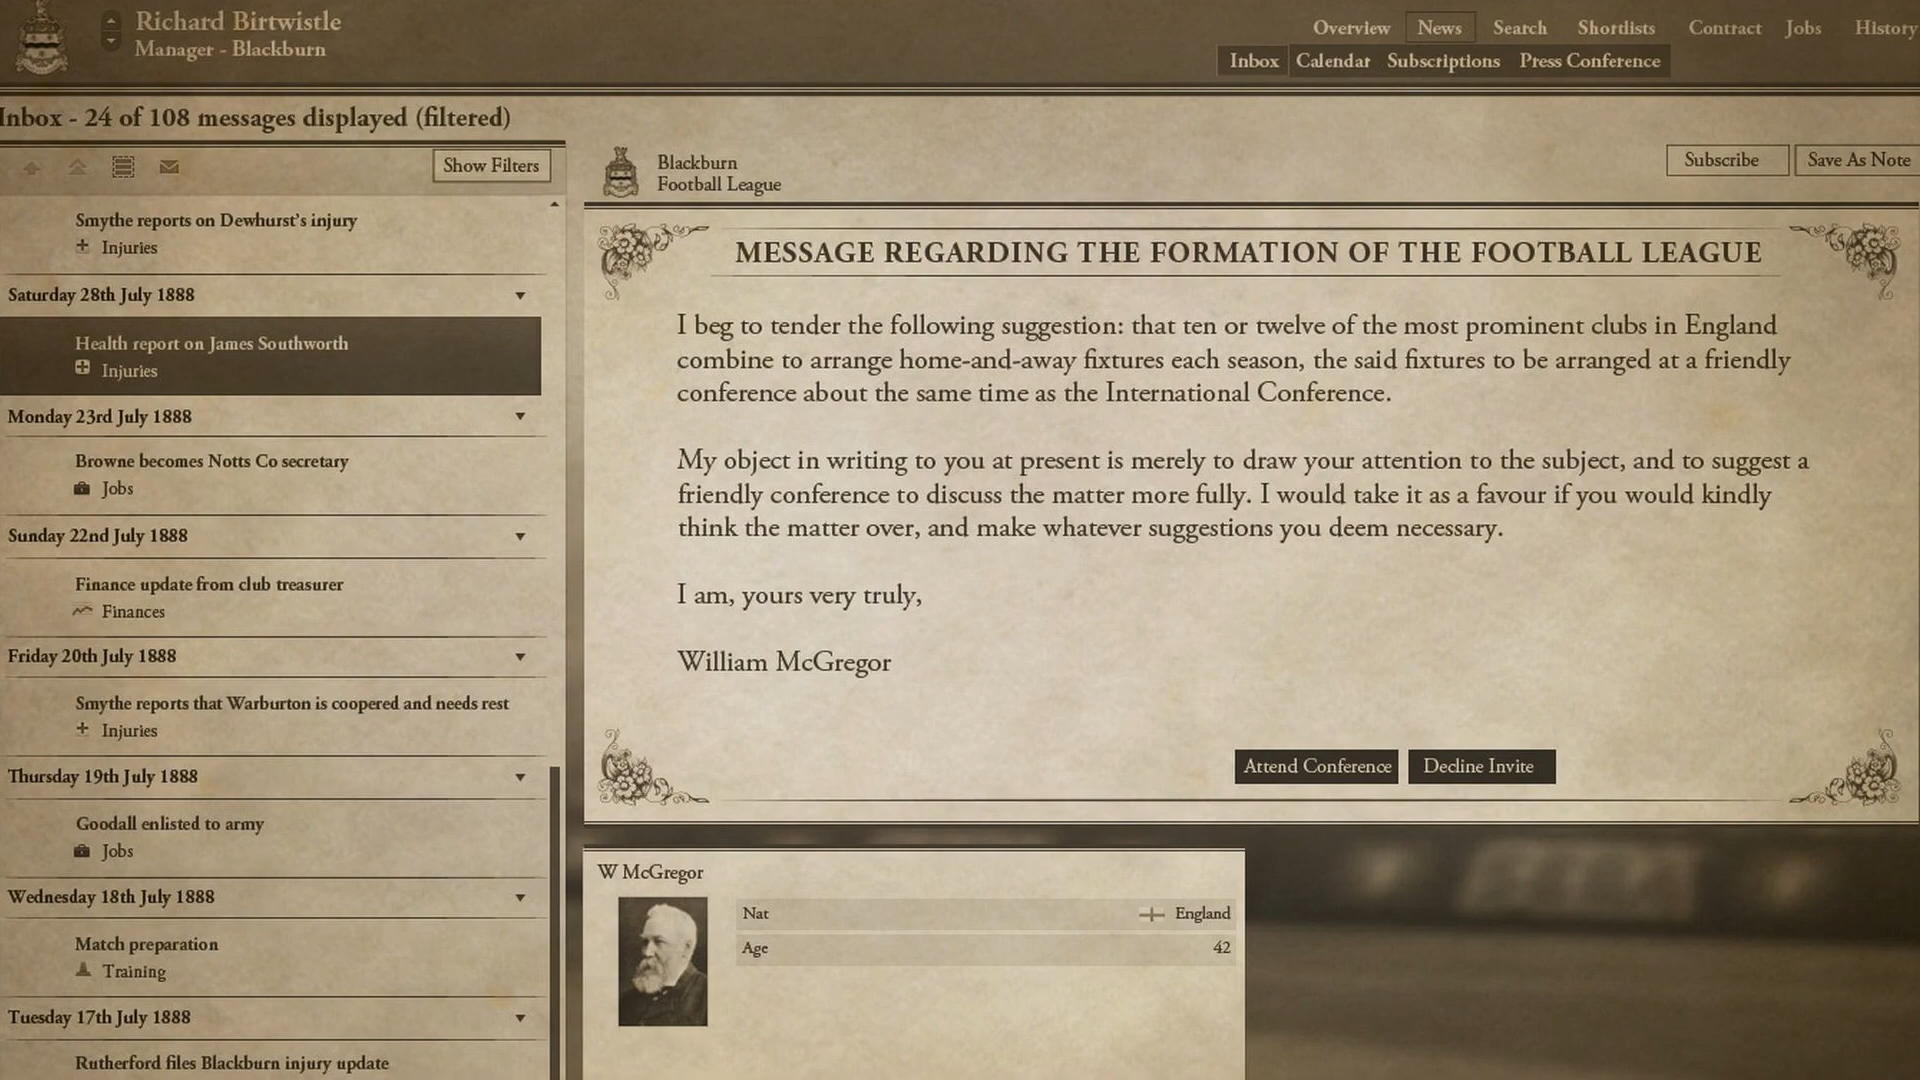 Richard Birtwistle
Manager - Blackburn
Overview News Search Shortlists Contract Jobs History
Inbox Calendar Subscriptions Press Conference
Inbox - 24 of 108 messages displayed (filtered)
Show Filters
Smythe reports on Dewhurst's injury
Injuries
Saturday 28th July 1888
Health report on James Southworth
Injuries
Monday 23rd July 1888
Browne becomes Notts Co secretary
Jobs
Sunday 22nd July 1888
Finance update from club treasurer
Finances
Friday 20th July 1888
Smythe reports that Warburton is coopered and needs rest
Injuries
Thursday 19th July 1888
Goodall enlisted to army
Jobs
Wednesday 18th July 1888
Match preparation
Training
Tuesday 17th July 1888
Rutherford files Blackburn injury update
Blackburn
Football League
Subscribe Save As Note
MESSAGE REGARDING THE FORMATION OF THE FOOTBALL LEAGUE
I beg to tender the following suggestion: that ten or twelve of the most prominent clubs in England
combine to arrange home-and-away fixtures each season, the said fixtures to be arranged at a friendly
conference about the same time as the International Conference.
My object in writing to you at present is merely to draw your attention to the subject, and to suggest a
friendly conference to discuss the matter more fully. I would take it as a favour if you would kindly
think the matter over, and make whatever suggestions you deem necessary.
I am, yours very truly,
William McGregor
Attend Conference Decline Invite
W McGregor
Nat England
Age 42